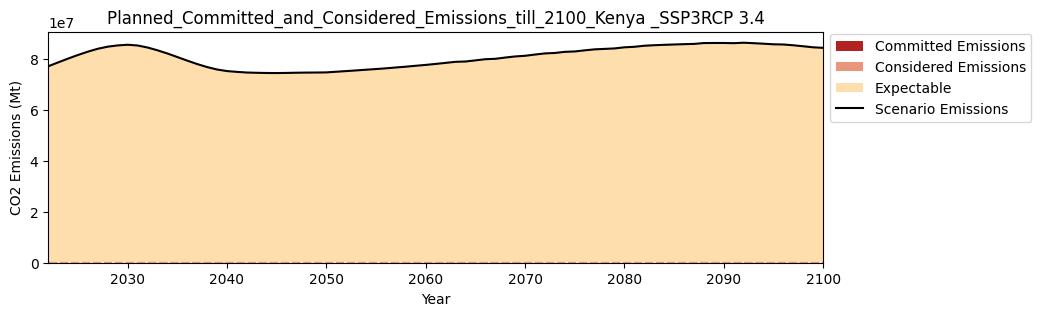 Planned_Committed_and_Considered_Emissions_till_2100_Kenya _SSP3RCP 3.4
1e7
8
6
4
2
0
CO2 Emissions (Mt)
2030 2040 2050 2060 2070 2080 2090 2100
Year
Committed Emissions
Considered Emissions
Expectable
Scenario Emissions